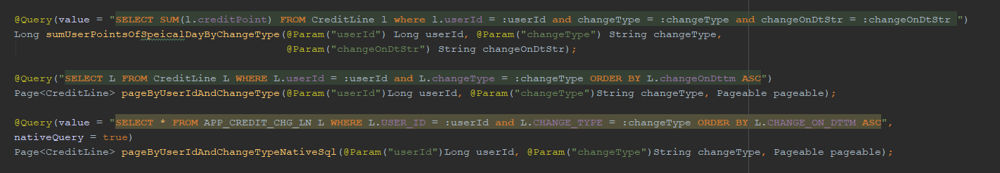 @Query(value = "SELECT SUM(l.creditPoint) FROM CreditLine l where l.userId = :userId and changeType = :changeType and changeOnDtStr = :changeOnDtStr ")
Long sumUserPointsOfSpeicalDayByChangeType(@Param("userId") Long userId, @Param("changeType") String changeType,
@Param("changeOnDtStr") String changeOnDtStr);
@Query("SELECT L FROM CreditLine L WHERE L.userId = :userId and L.changeType = :changeType ORDER BY L.changeOnDttm ASC")
Page<CreditLine> pageByUserIdAndChangeType(@Param("userId")Long userId, @Param("changeType")String changeType, Pageable pageable);
@Query(value = "SELECT * FROM APP_CREDIT_CHG_LN L WHERE L.USER_ID = :userId and L.CHANGE_TYPE = :changeType ORDER BY L.CHANGE_ON_DTTM ASC",
nativeQuery = true)
Page<CreditLine> pageByUserIdAndChangeTypeNativeSql(@Param("userId")Long userId, @Param("changeType")String changeType, Pageable pageable);